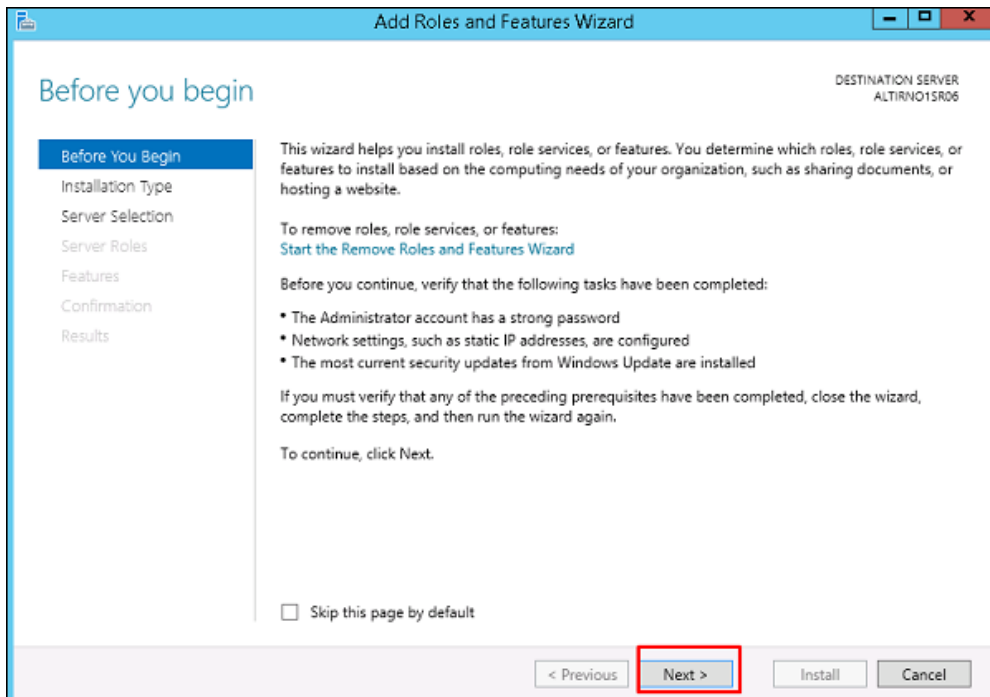 Add Roles and Features Wizard
Before you begin
DESTINATION SERVER
ALTIRNO1SR06
Before You Begin
Installation Type
Server Selection
Server Roles
Features
Confirmation
Results
This wizard helps you install roles, role services, or features. You determine which roles, role services, or
features to install based on the computing needs of your organization, such as sharing documents, or
hosting a website.
To remove roles, role services, or features:
Start the Remove Roles and Features Wizard
Before you continue, verify that the following tasks have been completed:
• The Administrator account has a strong password
• Network settings, such as static IP addresses, are configured
• The most current security updates from Windows Update are installed
If you must verify that any of the preceding prerequisites have been completed, close the wizard,
complete the steps, and then run the wizard again.
To continue, click Next.
Skip this page by default
< Previous
Next >
Install
Cancel